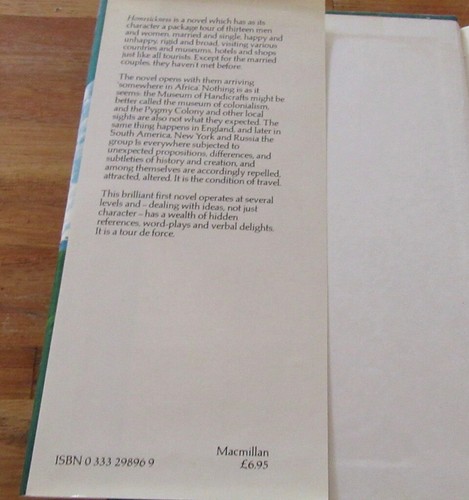 Homesickness is a novel which has as its
character a package tour of thirteen men
and women, married and single, happy and
unhappy, rigid and broad, visiting various
countries and museums, hotels and shops
just like all tourists. Except for the married
couples, they haven't met before.
The novel opens with them arriving
'somewhere in Africa'. Nothing is as it
seems: the Museum of Handicrafts might be
better called the museum of colonialism,
and the Pygmy Colony and other local
sights are also not what they expected. The
same thing happens in England, and later in
South America, New York and Russia the
group is everywhere subjected to
unexpected propositions, differences, and
subtleties of history and creation, and
among themselves are accordingly repelled,
attracted, altered. It is the condition of travel.
This brilliant first novel operates at several
levels and – dealing with ideas, not just
character – has a wealth of hidden
references, word-plays and verbal delights.
It is a tour de force.
Macmillan
ISBN 0 333 29896 9
£6.95